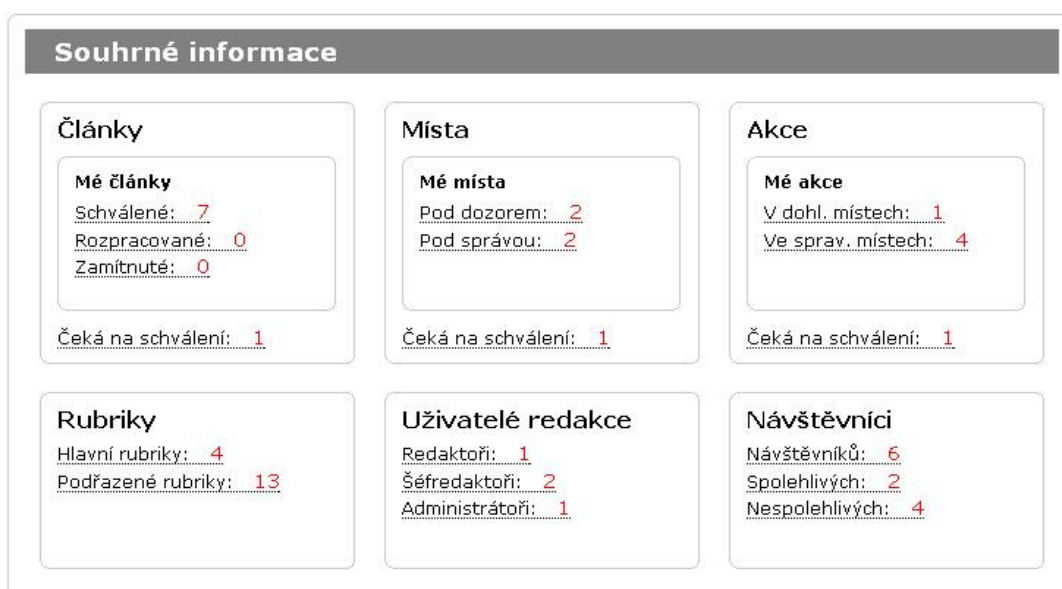 Souhrné informace
Články
Mé články
Schválené: 7
Rozpracované: 0
Zamítnuté: 0
Čeká na schválení: 1
Místa
Mé místa
Pod dozorem: 2
Pod správou: 2
Čeká na schválení: 1
Akce
Mé akce
V dohl. místech: 1
Ve sprav. místech: 4
Čeká na schválení: 1
Rubriky
Hlavní rubriky: 4
Podřazené rubriky: 13
Uživatelé redakce
Redaktoři: 1
Šéfredaktoři: 2
Administrátoři: 1
Návštěvníci
Návštěvníků: 6
Spolehlivých: 2
Nespolehlivých: 4